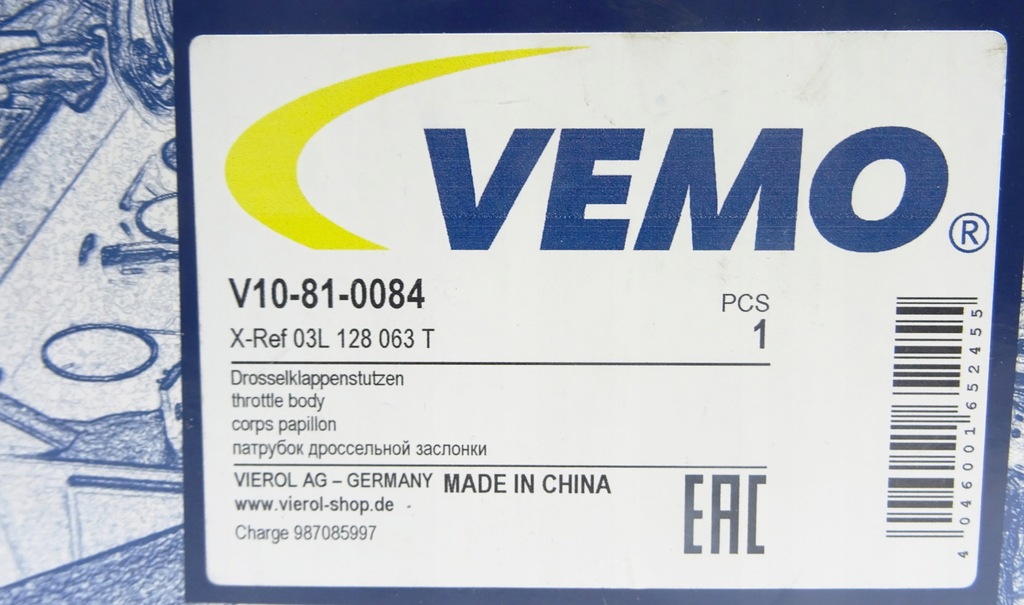 VEMO®
V10-81-0084
PCS
X-Ref 03L 128 063 T
1
Drosselklappenstutzen
throttle body
corps papillon
патрубок дроссельной заслонки
VIEROL AG – GERMANY MADE IN CHINA
www.vierol-shop.de
Charge 987085997
EAC
4 046001 652455